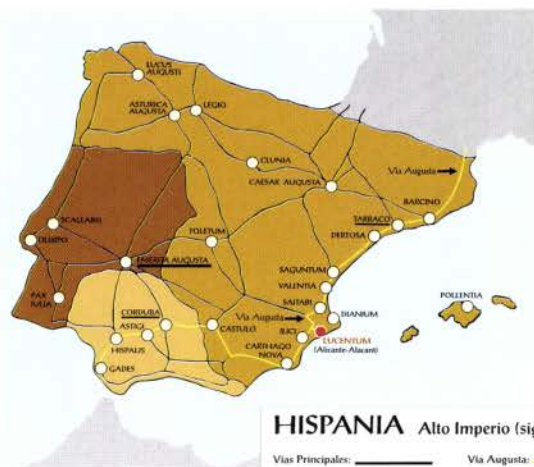 LUCUS
AUGUSTI
ASTURICA
AUGUSTA
LEGIO
CLUNIA
CAESAR AUGUSTA
Via Augusta
BARCINO
TARRACO
DERTOSA
SCALLABIS
OLISIPO
TOLETUM
EMERITA AUGUSTA
SAGUNTUM
VALENTIA
SAITABI
PAX
IULIA
CORDUBA
ASTIGI
HISPALIS
GADES
CASTULO
Via Augusta
DIANIUM
ILICI
LUCENTUM
(Alicante-Alacant)
CARTHAGO
NOVA
POLLENTIA
HISPANIA Alto Imperio (sig
Vías Principales: Vía Augusta: